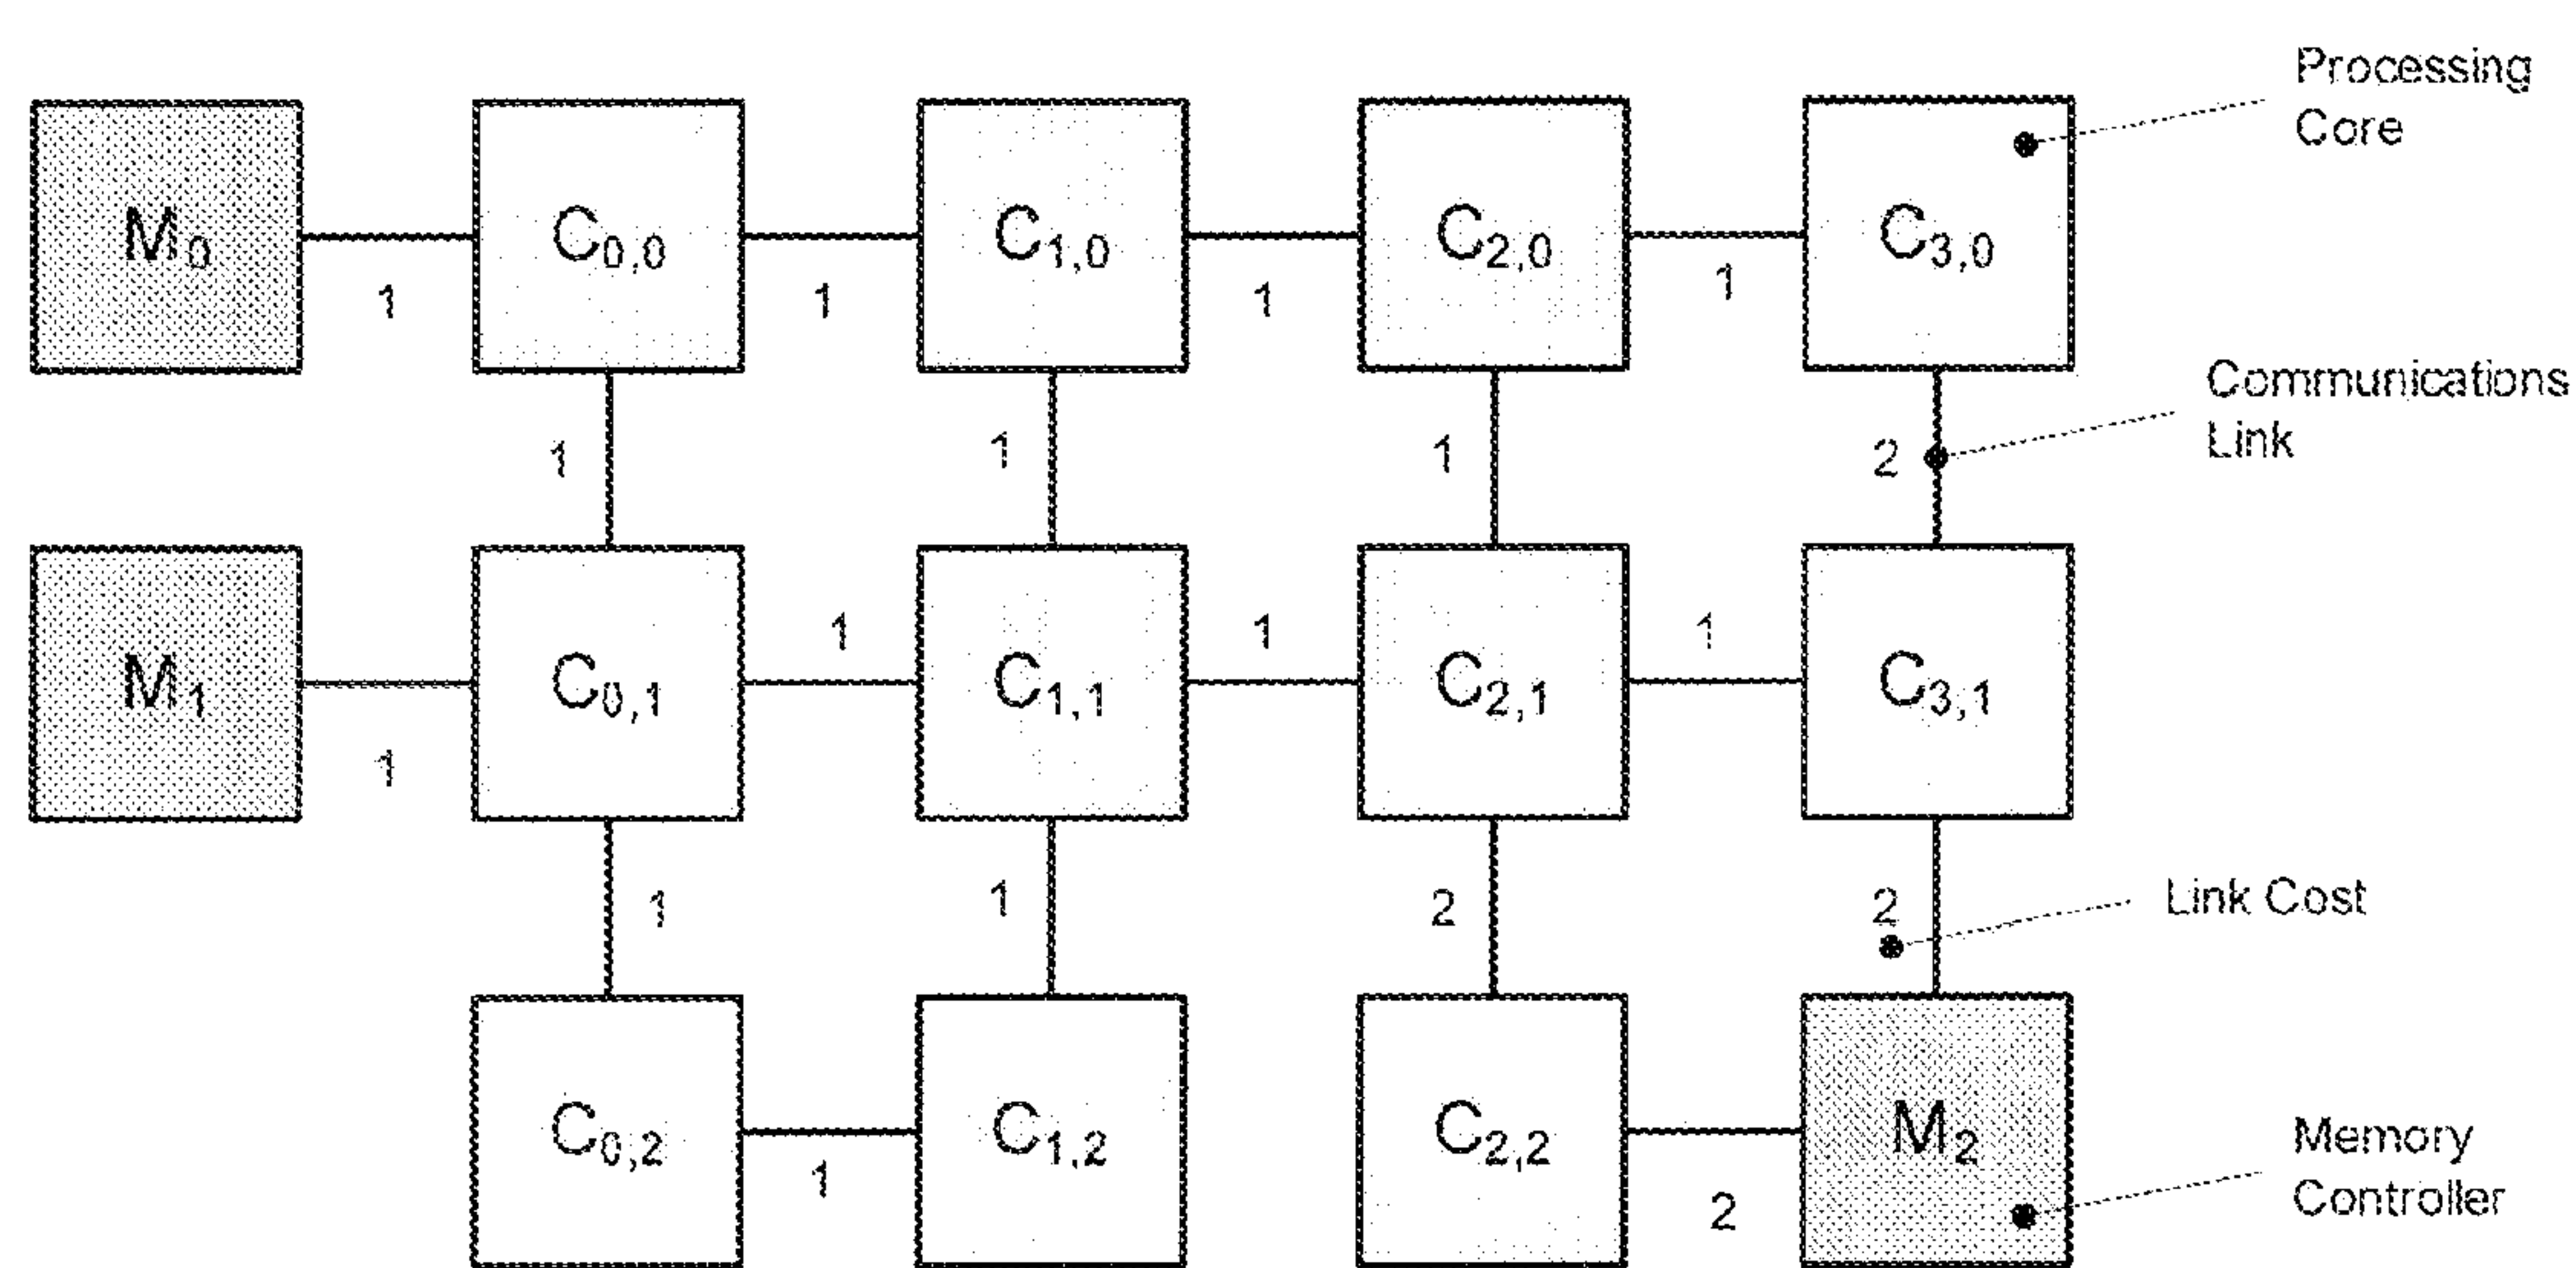 Processing
Core
M0 C0,0 C1,0 C2,0 C3,0
1 1 1 1
Communications
Link
1 1 1 2
M1 C0,1 C1,1 C2,1 C3,1
1 1 1
1
1 1 2 2
Link Cost
C0,2 C1,2 C2,2 M2
1 2
Memory
Controller